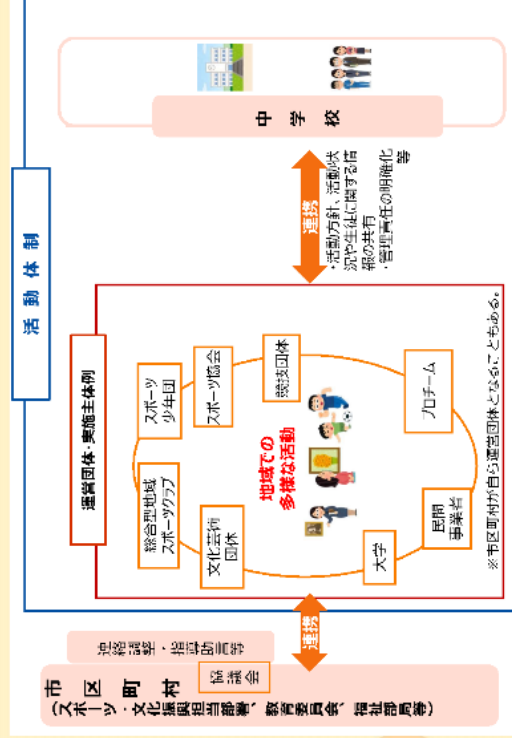 活動体制
市区町村
(スポーツ・文化振興担当部署、教育委員会、福祉部局等)
協議会
連絡調整・指導助言等
連携
運営団体・実施主体例
総合型地域
スポーツクラブ
スポーツ
少年団
スポーツ協会
競技団体
プロチーム
民間
事業者
大学
文化芸術
団体
地域での
多様な活動
※市区町村が自ら運営団体となることもある。
連携
・活動方針、活動状
況や生徒に関する情
報の共有
・管理責任の明確化
等
中学校